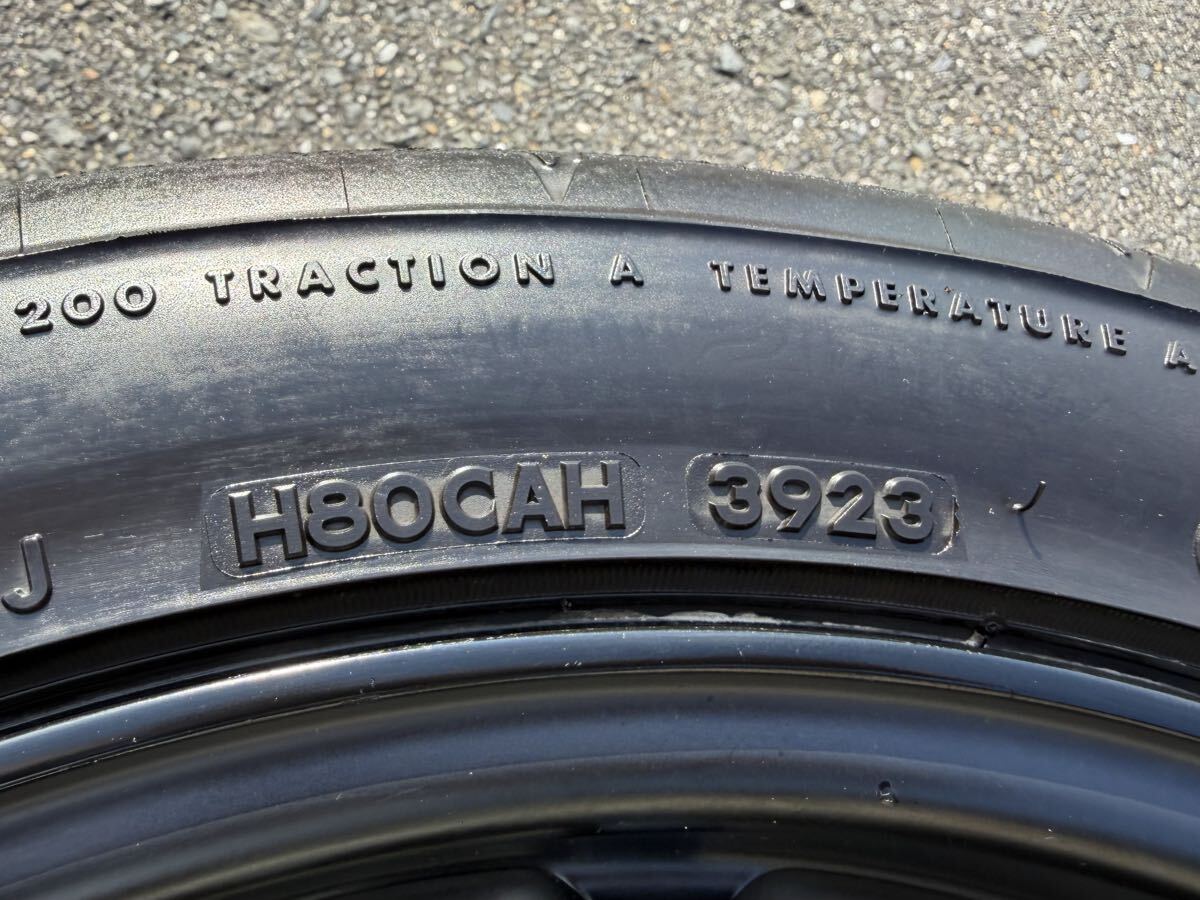 200 TRACTION A TEMPERATURE A
J H80CAH 3923